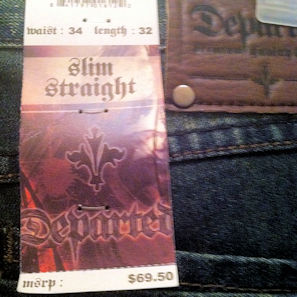 waist : 34 length : 32
slim
straight
Departed
msrp : $69.50
Departed